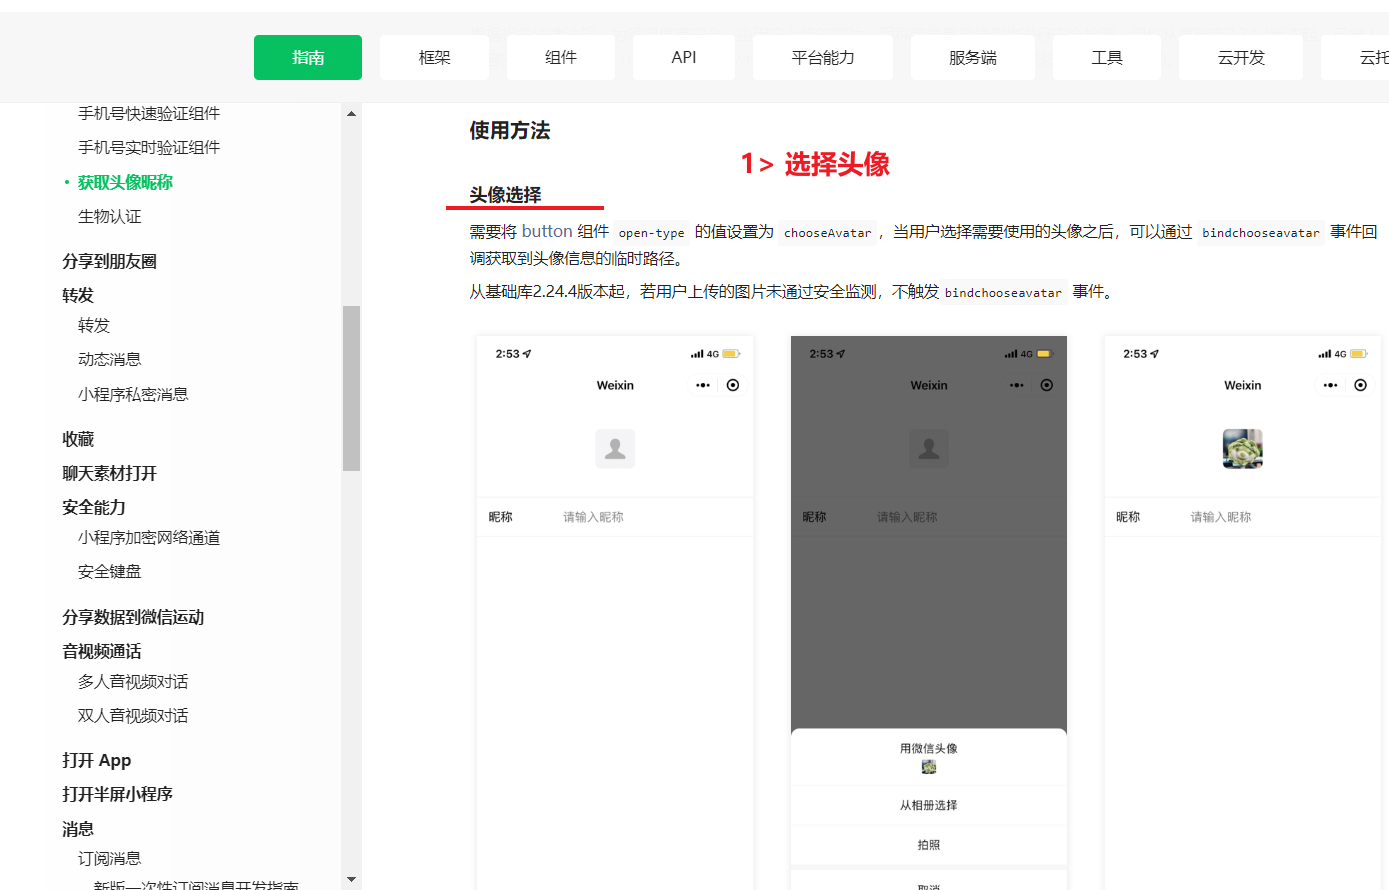 指南 框架 组件 API 平台能力 服务端 工具 云开发 云托
手机号快速验证组件
手机号实时验证组件
获取头像昵称
生物认证
分享到朋友圈
转发
转发
动态消息
小程序私密消息
收藏
聊天素材打开
安全能力
小程序加密网络通道
安全键盘
分享数据到微信运动
音视频通话
多人音视频对话
双人音视频对话
打开 App
打开半屏小程序
消息
订阅消息
新版一次性订阅消息开发指南
使用方法
1> 选择头像
头像选择
需要将 button 组件 open-type 的值设置为 chooseAvatar ，当用户选择需要使用的头像之后，可以通过 bindchooseavatar 事件回
调获取到头像信息的临时路径。
从基础库2.24.4版本起，若用户上传的图片未通过安全监测，不触发 bindchooseavatar 事件。
2:53 4G
Weixin
昵称 请输入昵称
2:53 4G
Weixin
昵称 请输入昵称
用微信头像
从相册选择
拍照
取消
2:53 4G
Weixin
昵称 请输入昵称